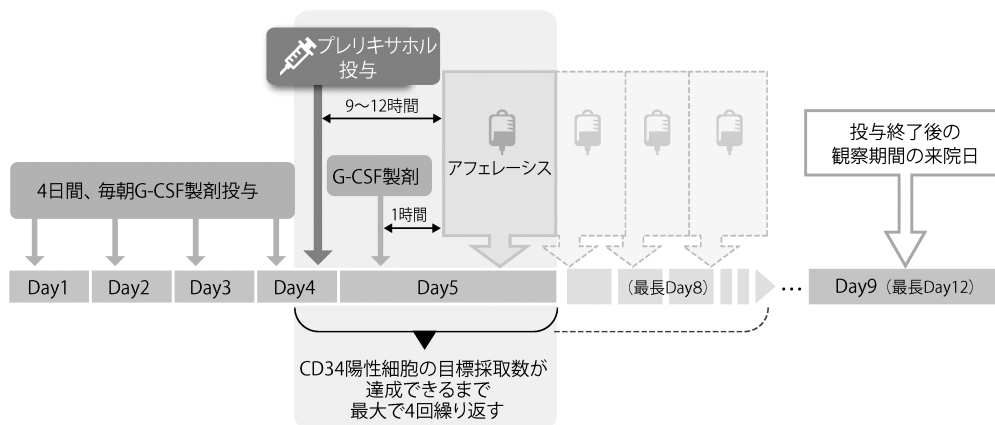 プレリキサホル
投与
9～12時間
アフェレーシス
G-CSF製剤
1時間
4日間、毎朝G-CSF製剤投与
投与終了後の
観察期間の来院日
Day1
Day2
Day3
Day4
Day5
（最長Day8）
…
Day9（最長Day12）
CD34陽性細胞の目標採取数が
達成できるまで
最大で4回繰り返す